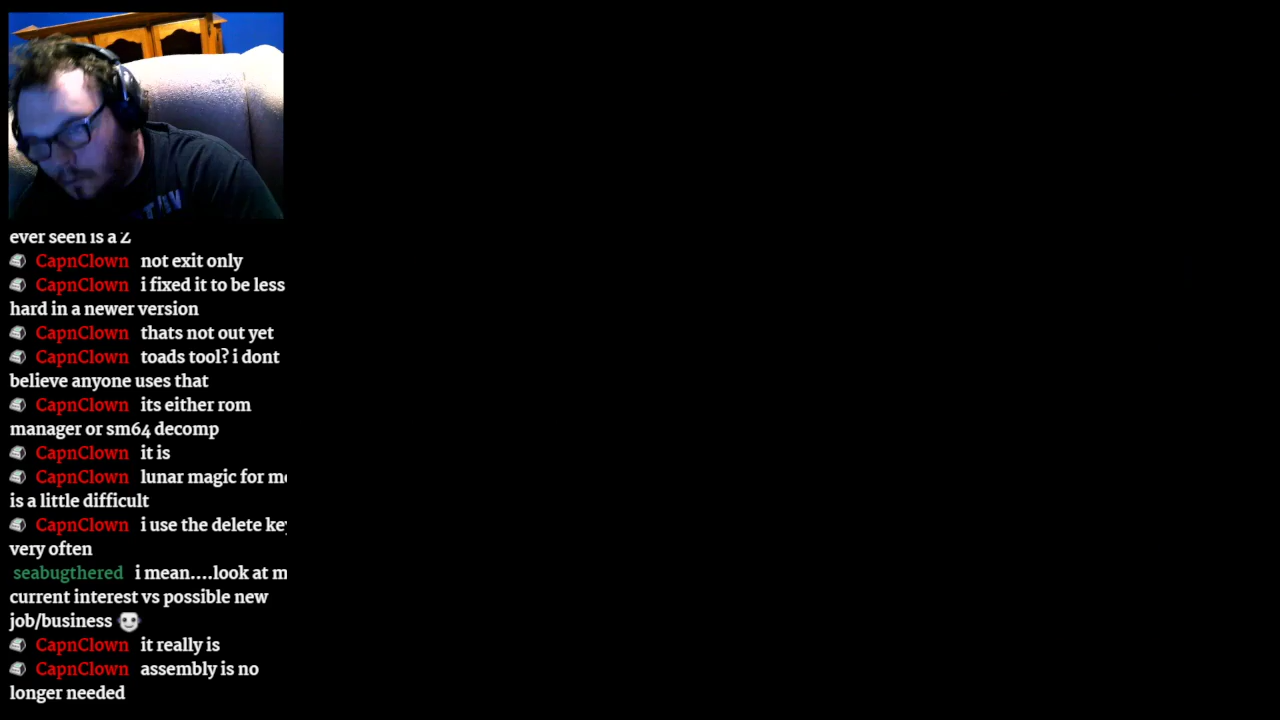 ever seen is a 2
CapnClown not exit only
CapnClown i fixed it to be less
hard in a newer version
CapnClown thats not out yet
CapnClown toads tool? i dont
believe anyone uses that
CapnClown its either rom
manager or sm64 decomp
CapnClown it is
CapnClown lunar magic for me
is a little difficult
CapnClown i use the delete key
very often
seabugthered i mean....look at m
current interest vs possible new
job/business
CapnClown it really is
CapnClown assembly is no
longer needed